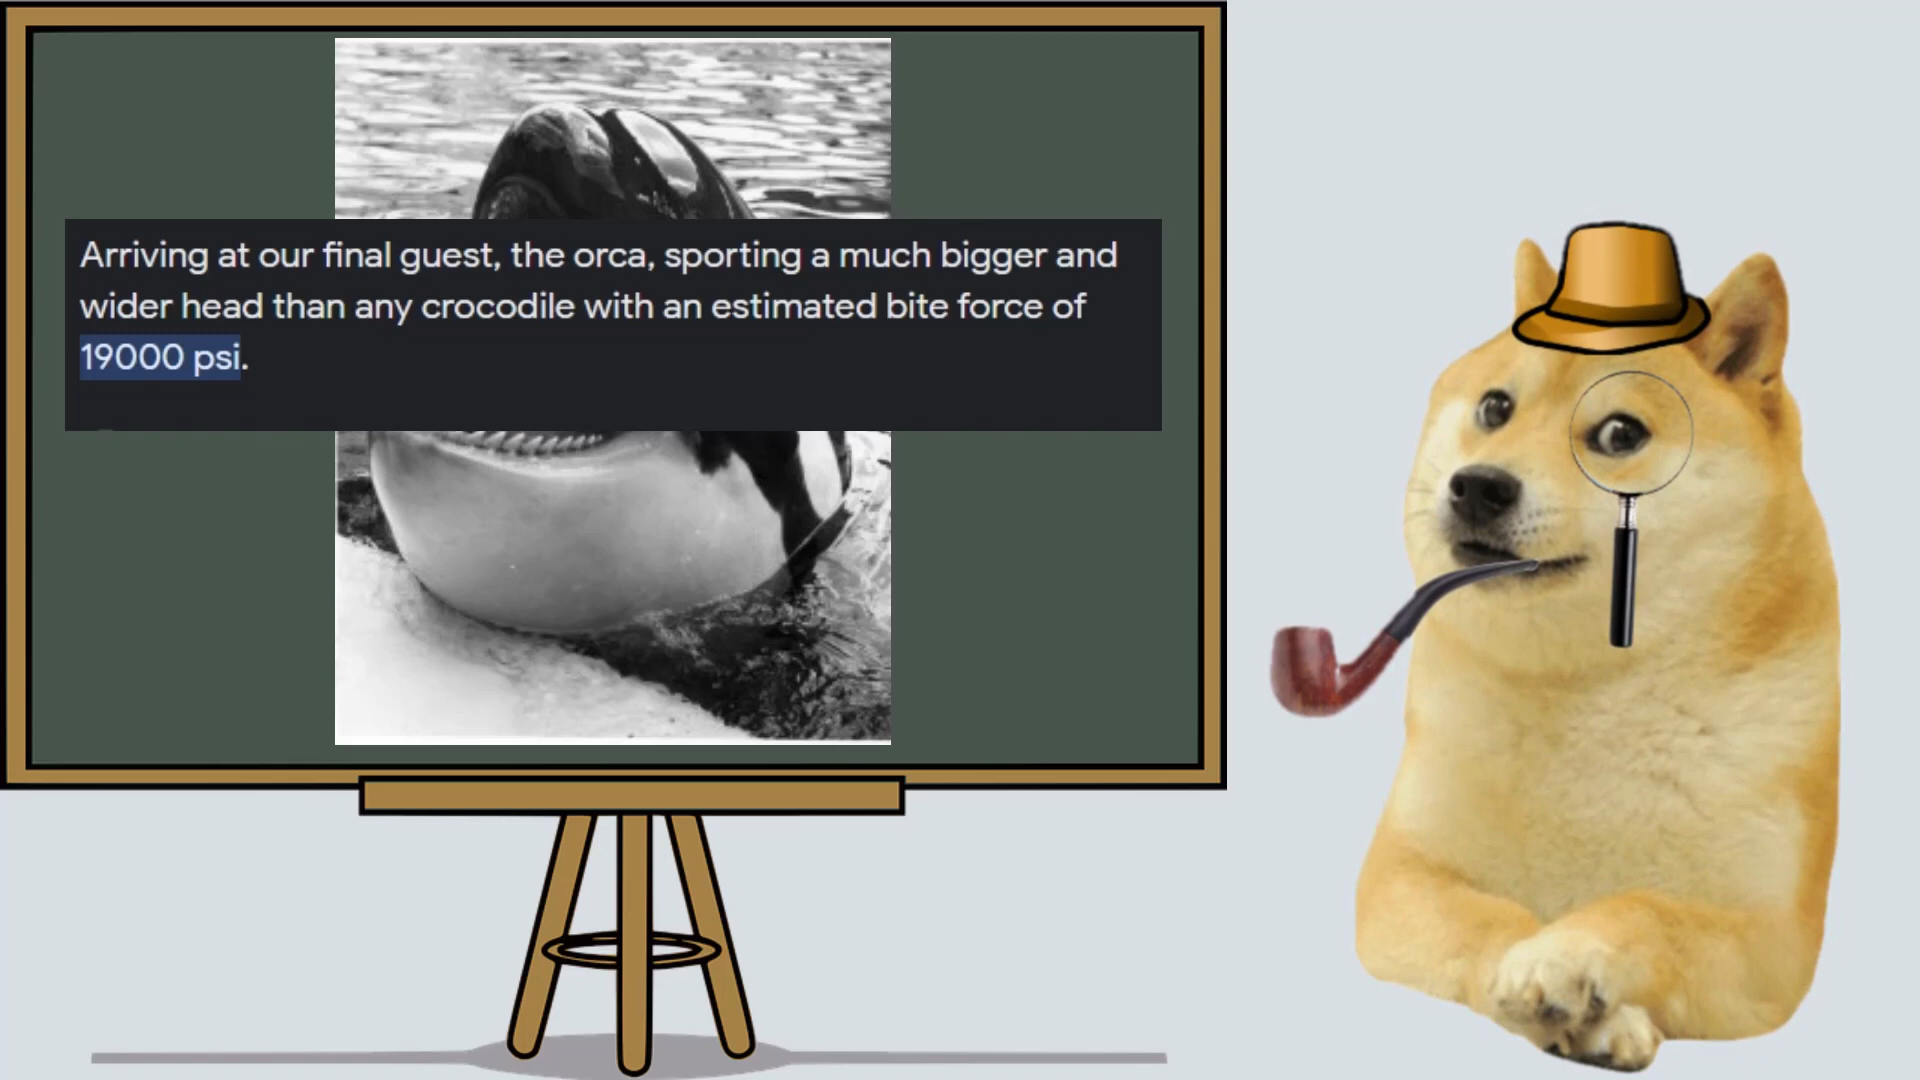 Arriving at our final guest, the orca, sporting a much bigger and
wider head than any crocodile with an estimated bite force of
19000 psi.